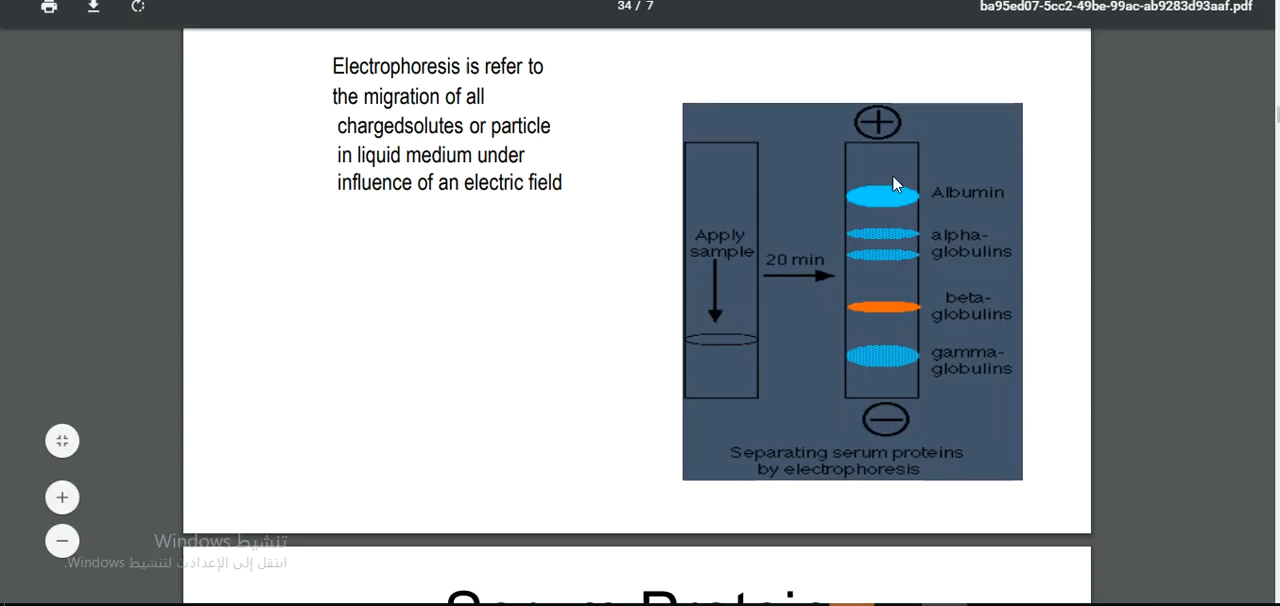 34 / 7
ba95ed07-5cc2-49be-99ac-ab9283d93aaf.pdf
Electrophoresis is refer to
the migration of all
chargedsolutes or particle
in liquid medium under
influence of an electric field
Apply
sample
20 min
+
Albumin
alpha-
globulins
beta-
globulins
gamma-
globulins
−
Separating serum proteins
by electrophoresis
تنشيط Windows
انتقل إلى الإعدادات لتنشيط Windows.
Serum Protein